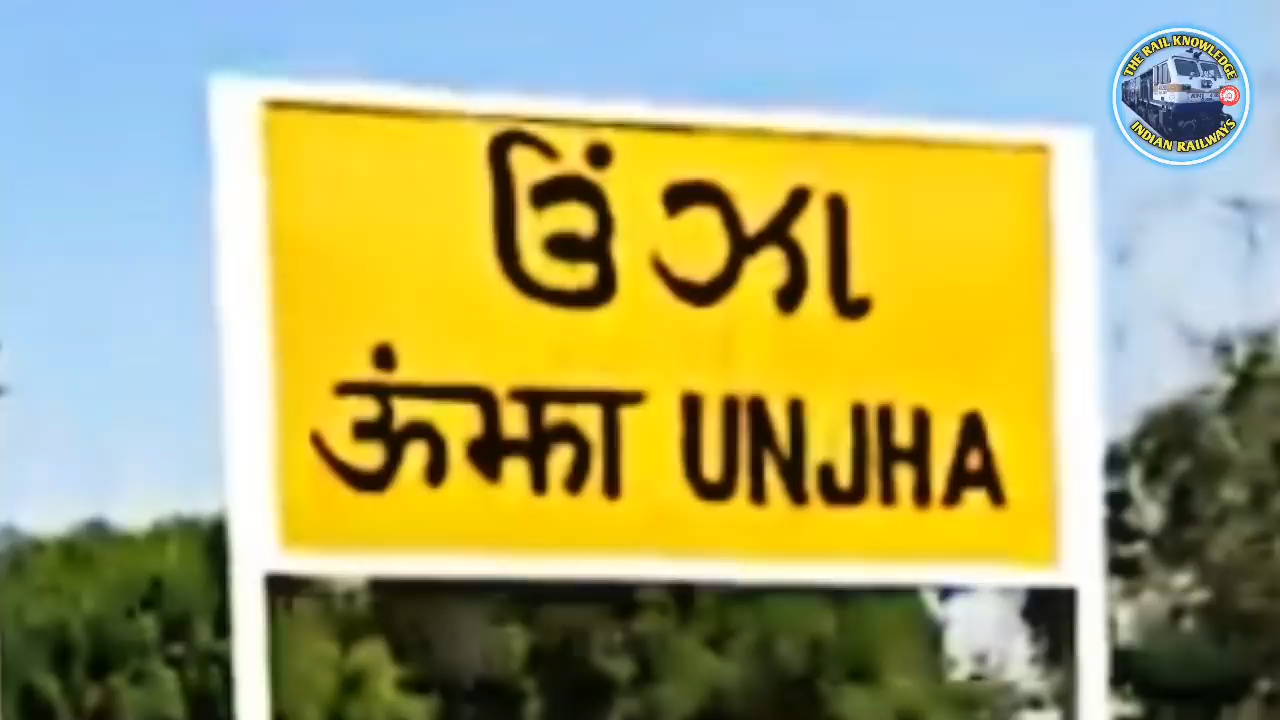 ઊંઝા
ऊंझा UNJHA
THE RAIL KNOWLEDGE
INDIAN RAILWAYS